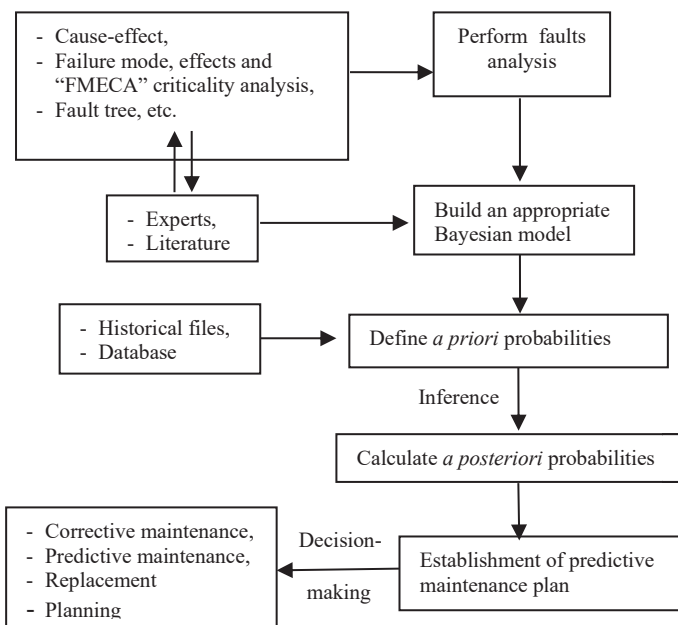 - Cause-effect,
- Failure mode, effects and
“FMECA” criticality analysis,
- Fault tree, etc.
Perform faults
analysis
- Experts,
- Literature
Build an appropriate
Bayesian model
- Historical files,
- Database
Define a priori probabilities
Inference
Calculate a posteriori probabilities
- Corrective maintenance,
- Predictive maintenance,
- Replacement
- Planning
Decision-
making
Establishment of predictive
maintenance plan